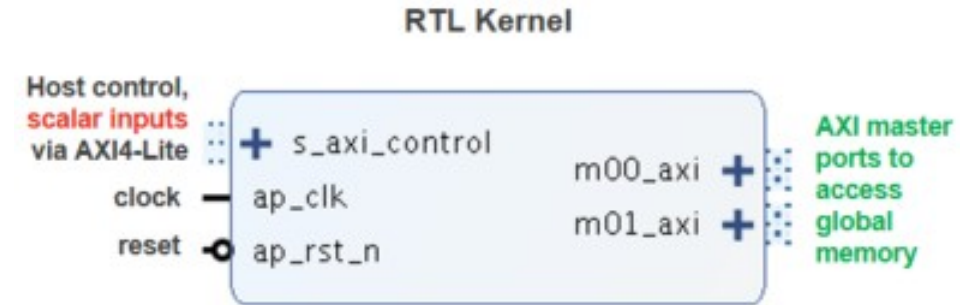 RTL Kernel
Host control,
scalar inputs
via AXI4-Lite
clock
reset
s_axi_control
ap_clk
ap_rst_n
m00_axi
m01_axi
AXI master
ports to
access
global
memory